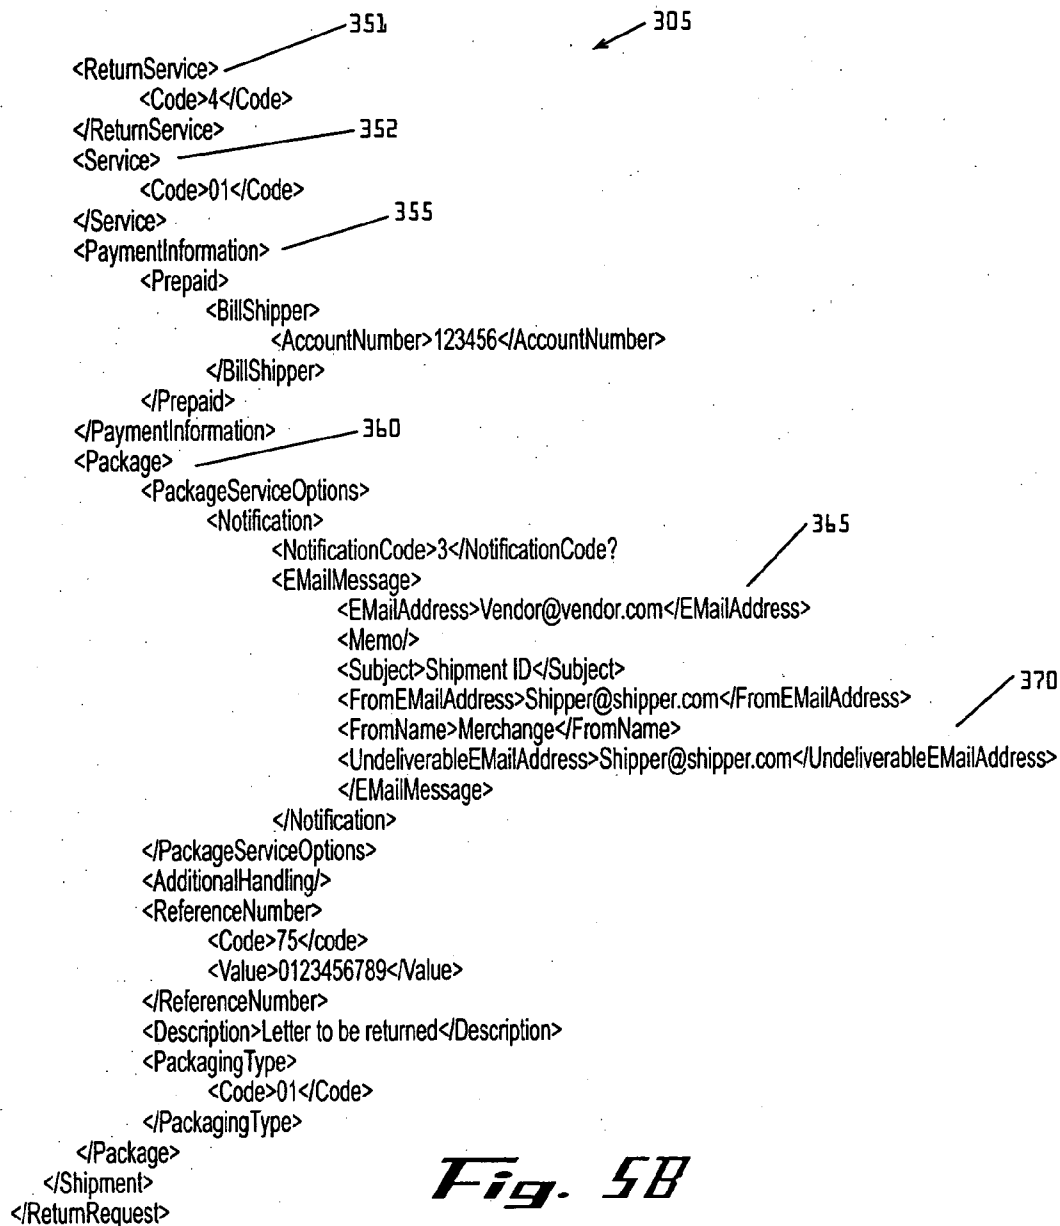 351
305
<ReturnService>
<Code>4</Code>
</ReturnService>
352
<Service>
<Code>01</Code>
</Service>
355
<PaymentInformation>
<Prepaid>
<BillShipper>
<AccountNumber>123456</AccountNumber>
</BillShipper>
</Prepaid>
</PaymentInformation>
360
<Package>
<PackageServiceOptions>
<Notification>
365
<NotificationCode>3</NotificationCode?
<EMailMessage>
<EMailAddress>Vendor@vendor.com</EMailAddress>
<Memo/>
<Subject>Shipment ID</Subject>
370
<FromEMailAddress>Shipper@shipper.com</FromEMailAddress>
<FromName>Merchange</FromName>
<UndeliverableEMailAddress>Shipper@shipper.com</UndeliverableEMailAddress>
</EMailMessage>
</Notification>
</PackageServiceOptions>
<AdditionalHandling/>
<ReferenceNumber>
<Code>75</code>
<Value>0123456789</Value>
</ReferenceNumber>
<Description>Letter to be returned</Description>
<PackagingType>
<Code>01</Code>
</PackagingType>
</Package>
</Shipment>
</ReturnRequest>
Fig. 5B